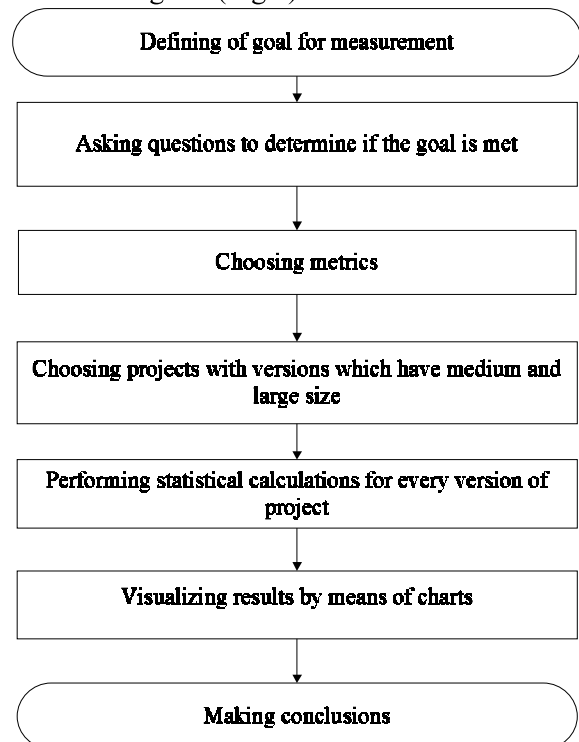 Defining of goal for measurement
Asking questions to determine if the goal is met
Choosing metrics
Choosing projects with versions which have medium and
large size
Performing statistical calculations for every version of
project
Visualizing results by means of charts
Making conclusions